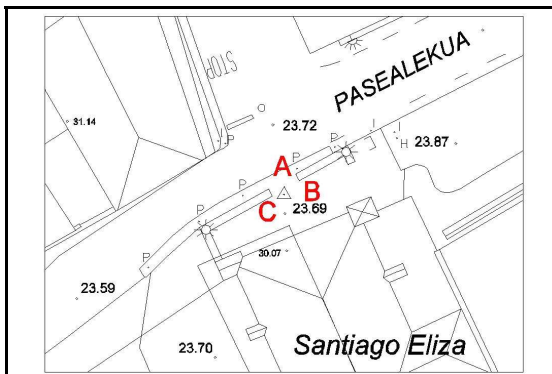 STOP
PASEALEKUA
31.14
O
23.72
P
P
P
I
I
H
23.87
A
P
B
P
C
23.69
30.07
P
23.59
23.70
Santiago Eliza